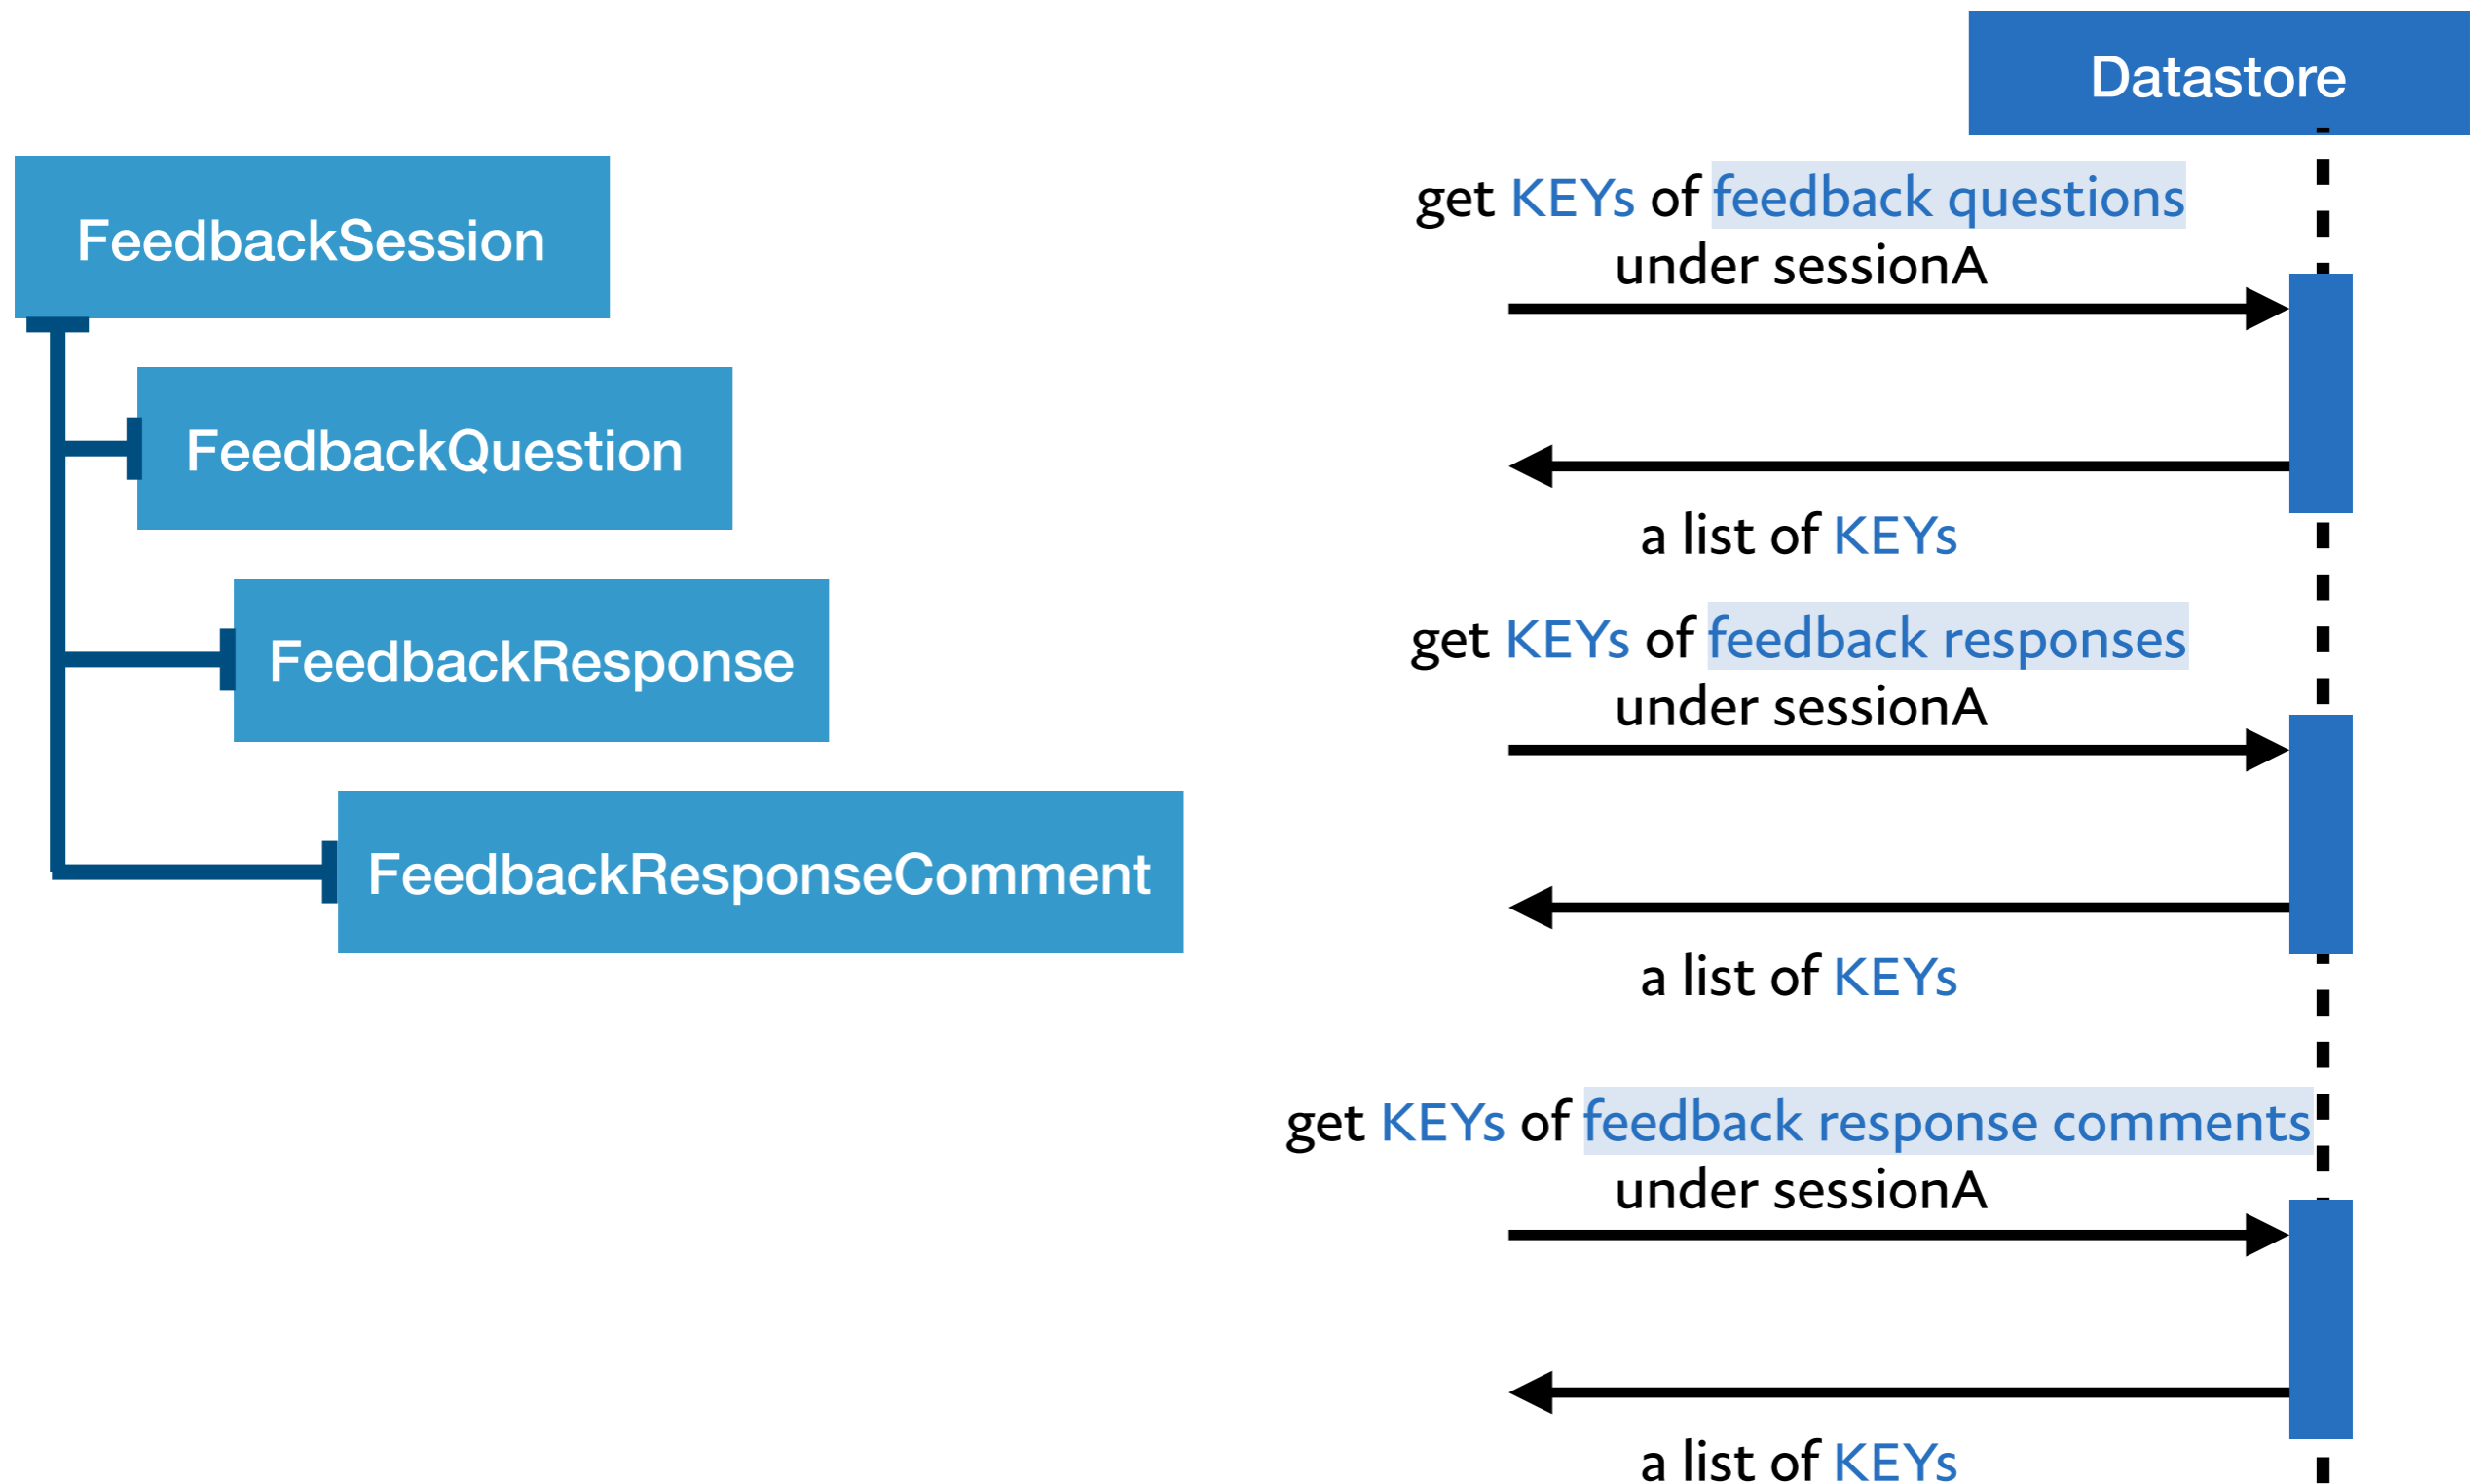 Datastore
FeedbackSession
FeedbackQuestion
FeedbackResponse
FeedbackResponseComment
get KEYs of feedback questions
under sessionA
a list of KEYs
get KEYs of feedback responses
under sessionA
a list of KEYs
get KEYs of feedback response comments
under sessionA
a list of KEYs